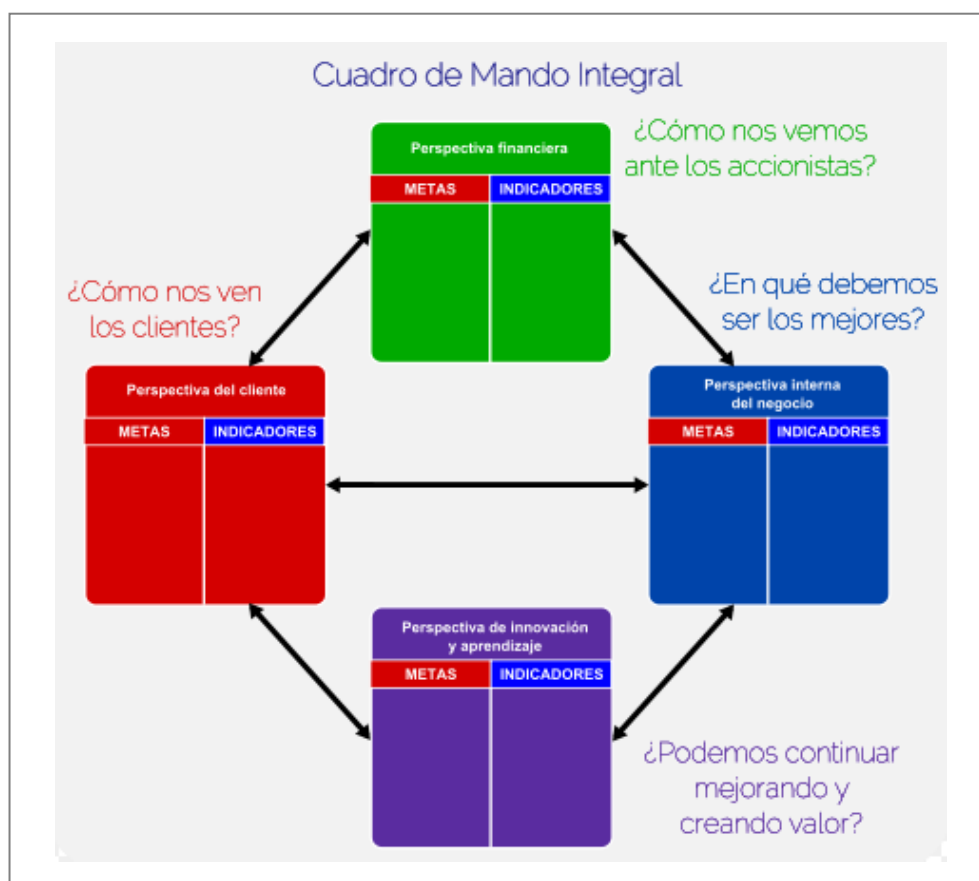 Cuadro de Mando Integral
Perspectiva financiera
METAS INDICADORES
¿Cómo nos vemos
ante los accionistas?
¿Cómo nos ven
los clientes?
¿En qué debemos
ser los mejores?
Perspectiva del cliente
METAS INDICADORES
Perspectiva interna
del negocio
METAS INDICADORES
Perspectiva de innovación
y aprendizaje
METAS INDICADORES
¿Podemos continuar
mejorando y
creando valor?